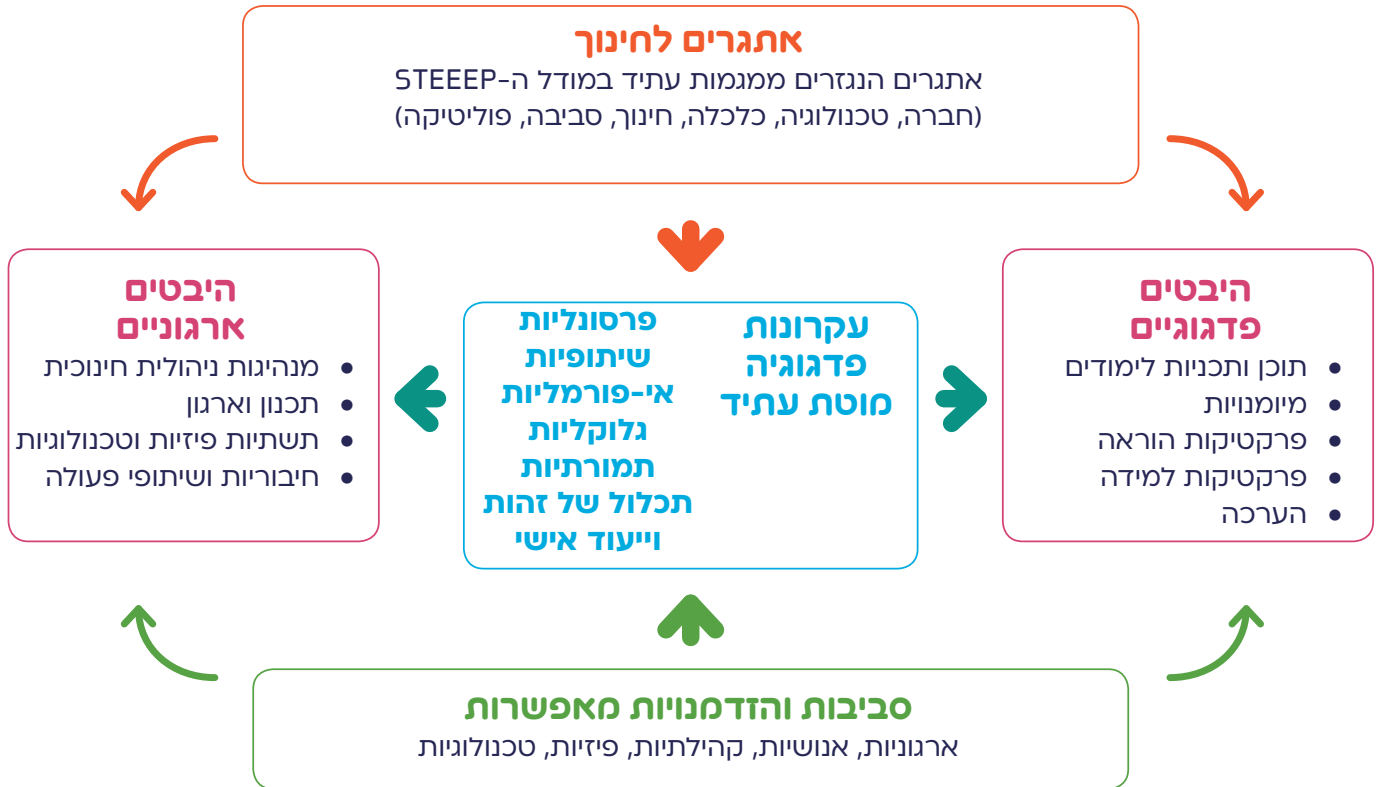 אתגרים לחינוך
אתגרים הנגזרים ממגמות עתיד במודל ה-STEEEP
(חברה, טכנולוגיה, כלכלה, חינוך, סביבה, פוליטיקה)
היבטים
פדגוגיים
• תוכן ותכניות לימודים
• מיומנויות
• פרקטיקות הוראה
• פרקטיקות למידה
• הערכה
עקרונות
פדגוגיה
מוטת עתיד
פרסונליות
שיתופיות
אי-פורמליות
גלוקליות
תמורתיות
תכלול של זהות
וייעוד אישי
היבטים
ארגוניים
• מנהיגות ניהולית חינוכית
• תכנון וארגון
• תשתיות פיזיות וטכנולוגיות
• חיבוריות ושיתופי פעולה
סביבות והזדמנויות מאפשרות
ארגוניות, אנושיות, קהילתיות, פיזיות, טכנולוגיות